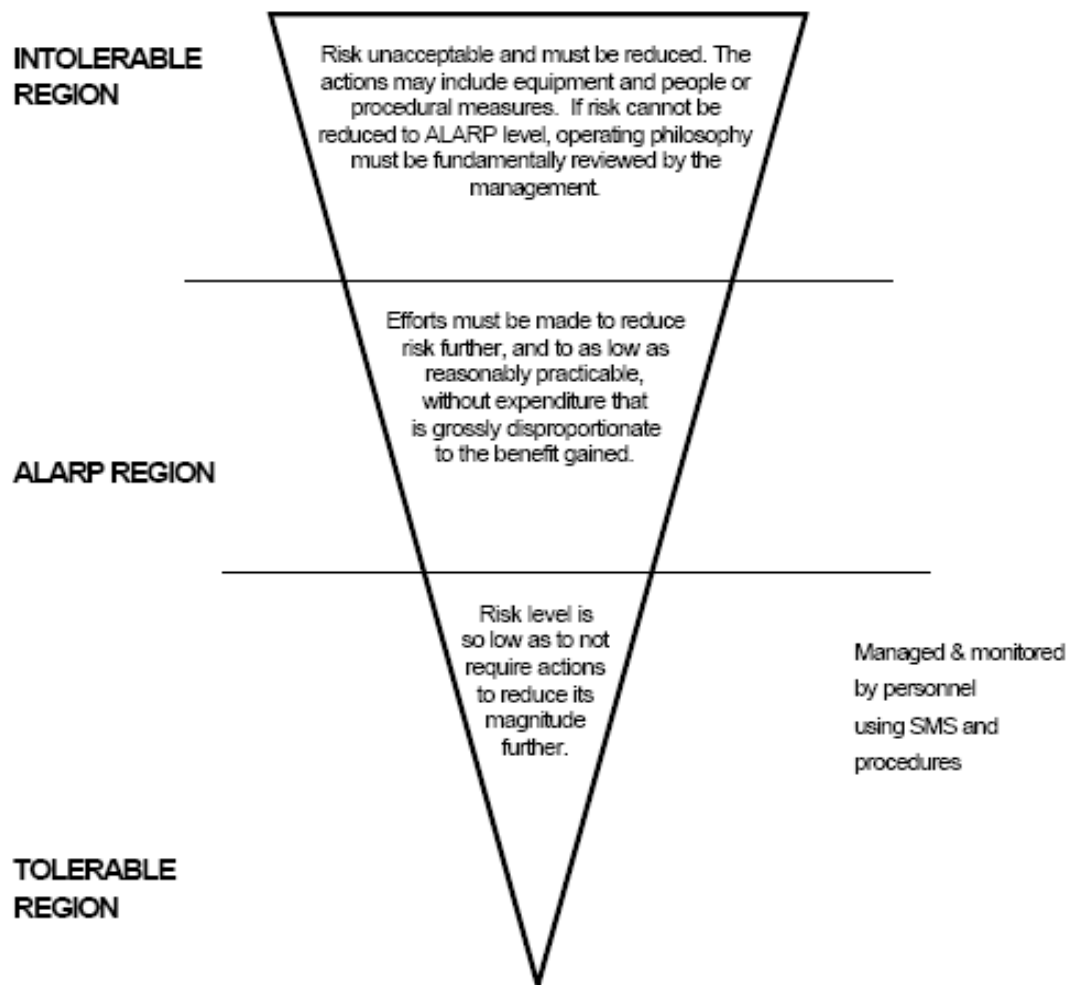 INTOLERABLE
REGION
Risk unacceptable and must be reduced. The
actions may include equipment and people or
procedural measures. If risk cannot be
reduced to ALARP level, operating philosophy
must be fundamentally reviewed by the
management.
Efforts must be made to reduce
risk further, and to as low as
reasonably practicable,
without expenditure that
is grossly disproportionate
to the benefit gained.
ALARP REGION
Risk level is
so low as to not
require actions
to reduce its
magnitude
further.
Managed & monitored
by personnel
using SMS and
procedures
TOLERABLE
REGION